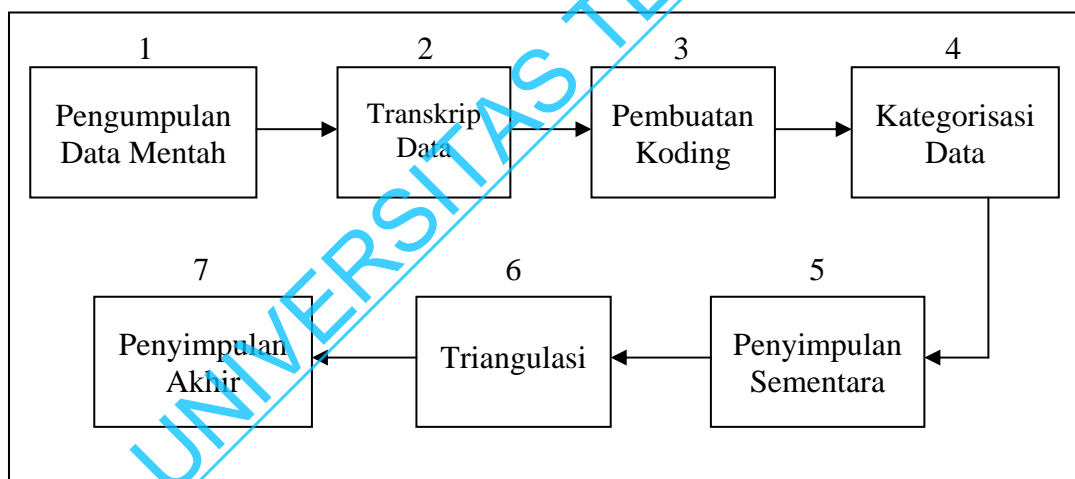 1
Pengumpulan
Data Mentah
2
Transkrip
Data
3
Pembuatan
Koding
4
Kategorisasi
Data
5
Penyimpulan
Sementara
6
Triangulasi
7
Penyimpulan
Akhir
UNIVERSITAS